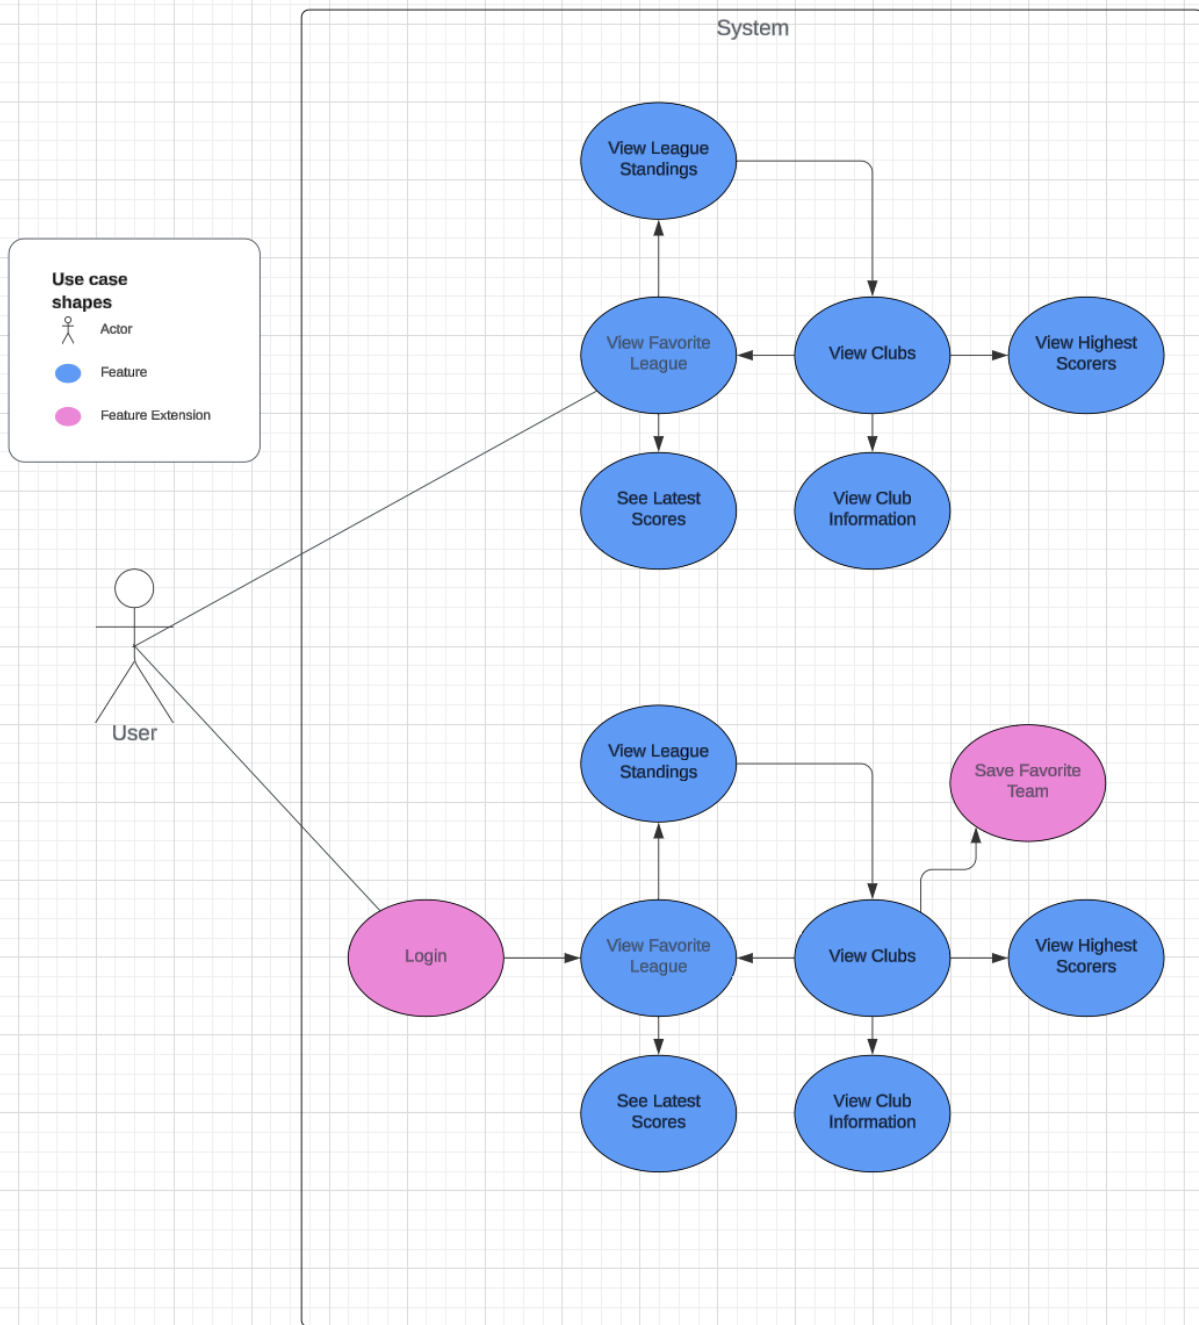 System
View League
Standings
Use case
shapes
Actor
Feature
Feature Extension
View Favorite
League
View Clubs
View Highest
Scorers
See Latest
Scores
View Club
Information
User
View League
Standings
Save Favorite
Team
Login
View Favorite
League
View Clubs
View Highest
Scorers
See Latest
Scores
View Club
Information